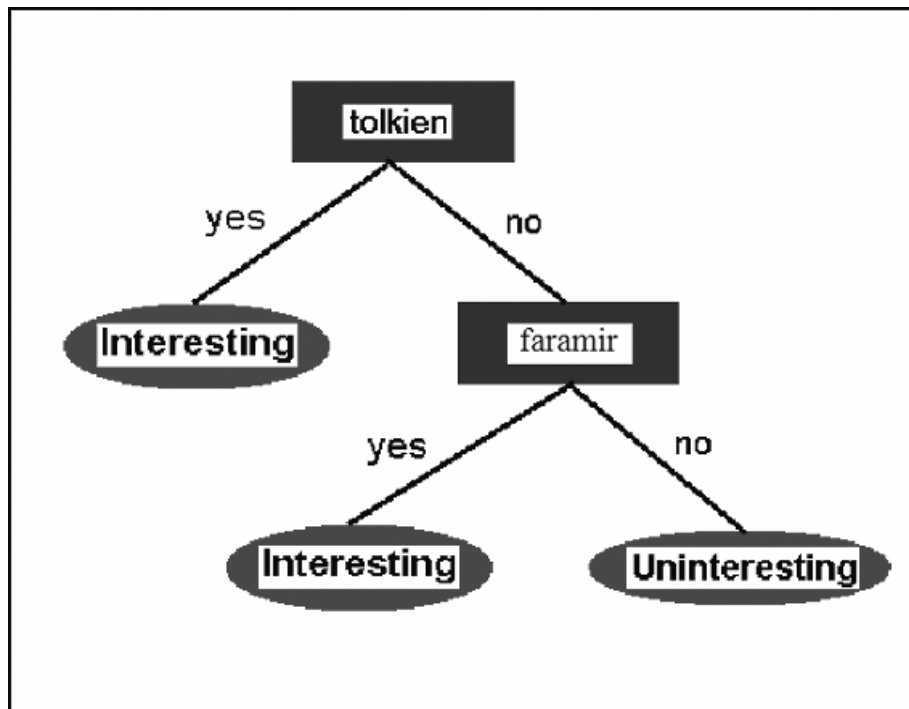 tolkien
yes
no
Interesting
faramir
yes
no
Interesting
Uninteresting